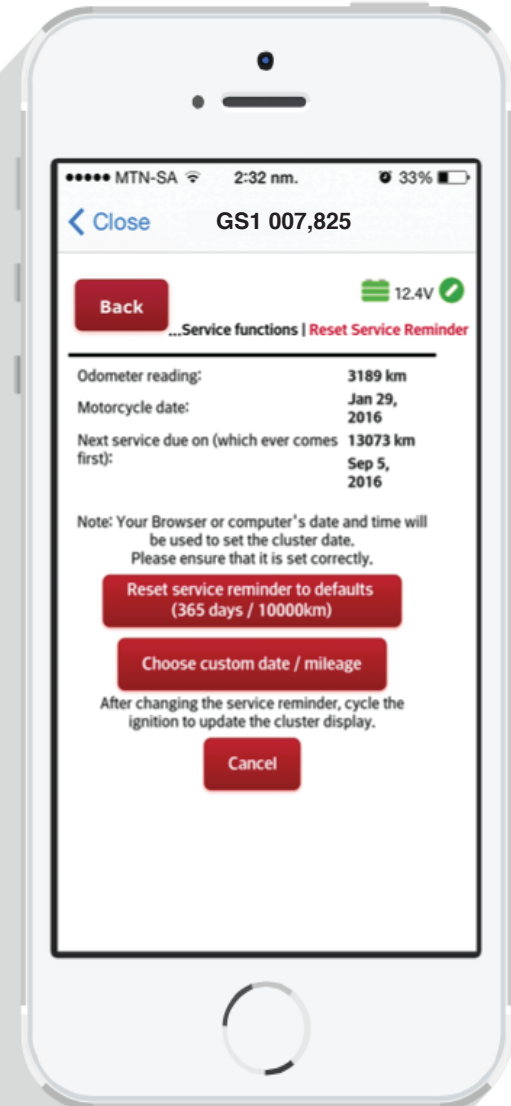 MTN-SA 2:32 nm. 33%
Close GS1 007,825
Back
12.4V
...Service functions | Reset Service Reminder
Odometer reading: 3189 km
Motorcycle date: Jan 29,
2016
Next service due on (which ever comes 13073 km
first):
Sep 5,
2016
Note: Your Browser or computer's date and time will
be used to set the cluster date.
Please ensure that it is set correctly.
Reset service reminder to defaults
(365 days / 10000km)
Choose custom date / mileage
After changing the service reminder, cycle the
ignition to update the cluster display.
Cancel